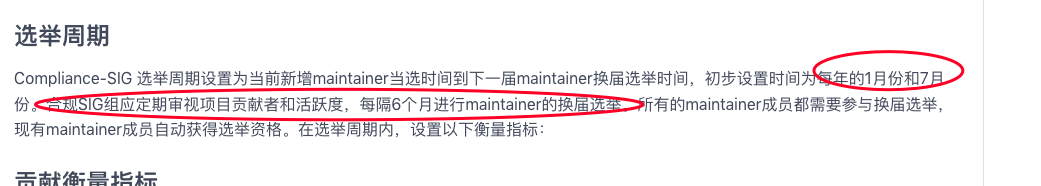 选举周期
Compliance-SIG 选举周期设置为当前新增maintainer当选时间到下一届maintainer换届选举时间，初步设置时间为每年的1月份和7月
份。合规SIG组应定期审视项目贡献者和活跃度，每隔6个月进行maintainer的换届选举，所有的maintainer成员都需要参与换届选举，
现有maintainer成员自动获得选举资格。在选举周期内，设置以下衡量指标：
贡献衡量指标